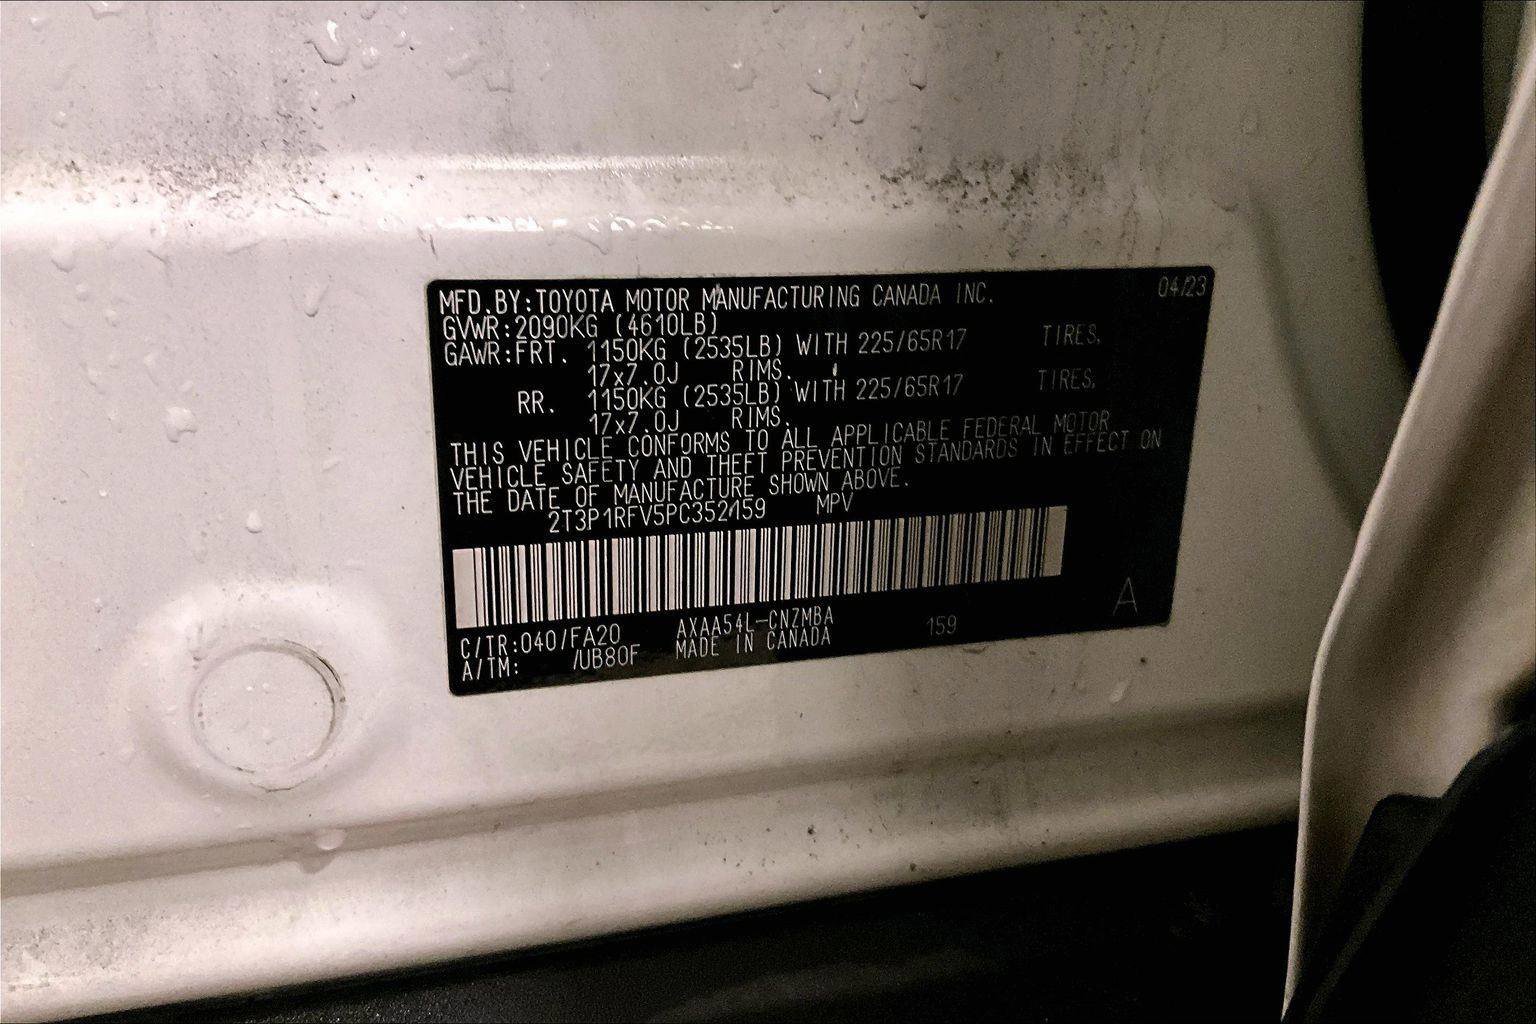 04/23
MFD.BY:TOYOTA MOTOR MANUFACTURING CANADA INC.
GVWR:2090KG (4610LB)
GAWR:FRT. 1150KG (2535LB) WITH 225/65R17 TIRES,
17x7.0J RIMS.
RR. 1150KG (2535LB) WITH 225/65R17 TIRES,
17x7.0J RIMS.
THIS VEHICLE CONFORMS TO ALL APPLICABLE FEDERAL MOTOR
VEHICLE SAFETY AND THEFT PREVENTION STANDARDS IN EFFECT ON
THE DATE OF MANUFACTURE SHOWN ABOVE.
2T3P1RFV5PC352159 MPV
A
C/TR:040/FA20 AXAA54L-CNZMBA 159
A/TM: /UB80F MADE IN CANADA